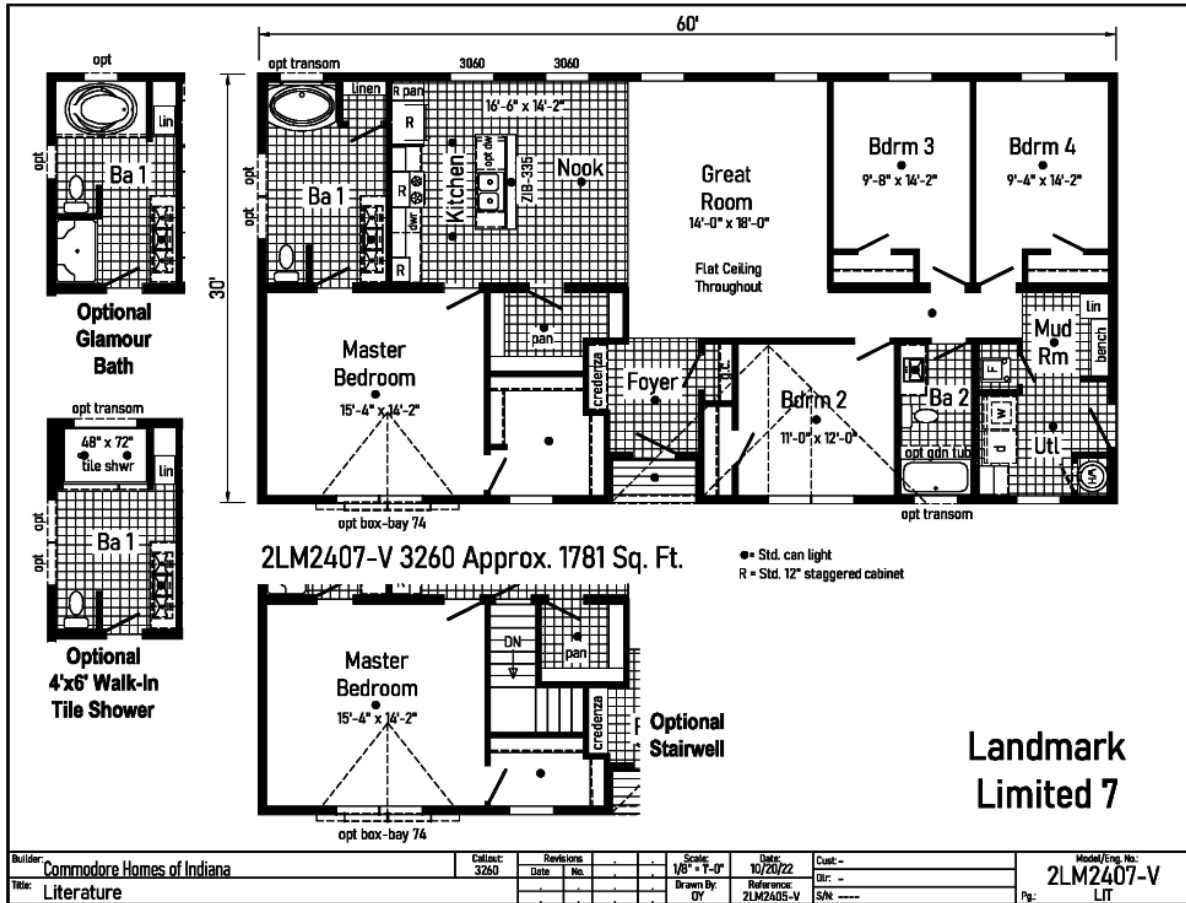 60'
30'
opt
lin
opt
Ba 1
Optional
Glamour
Bath
opt transom
48" x 72"
tile shwr
lin
opt
opt
Ba 1
Optional
4'x6' Walk-In
Tile Shower
opt transom
linen
opt
opt
Ba 1
3060
3060
R pan
R
R
dwr
R
Kitchen
opt dw
ZIB-335
16'-6" x 14'-2"
Nook
Great
Room
14'-0" x 18'-0"
Flat Ceiling
Throughout
Bdrm 3
9'-8" x 14'-2"
Bdrm 4
9'-4" x 14'-2"
Master
Bedroom
15'-4" x 14'-2"
opt box-bay 74
pan
credenza
Foyer
g.c.
Bdrm 2
11'-0" x 12'-0"
Ba 2
opt gdn tub
opt transom
Mud
Rm
lin
bench
F
w
d
Utl
WH
2LM2407-V 3260 Approx. 1781 Sq. Ft.
● = Std. can light
R = Std. 12" staggered cabinet
Master
Bedroom
15'-4" x 14'-2"
opt box-bay 74
DN
pan
credenza
Optional
Stairwell
Landmark
Limited 7
Builder: Commodore Homes of Indiana
Title: Literature
Callout:
3260
Revisions
Date No.
Scale:
1/8" = 1'-0"
Drawn By:
OY
Date:
10/20/22
Reference:
2LM2405-V
Cust: -
Dlr: -
S/N: ----
Model/Eng. No.:
2LM2407-V
Pg.: LIT